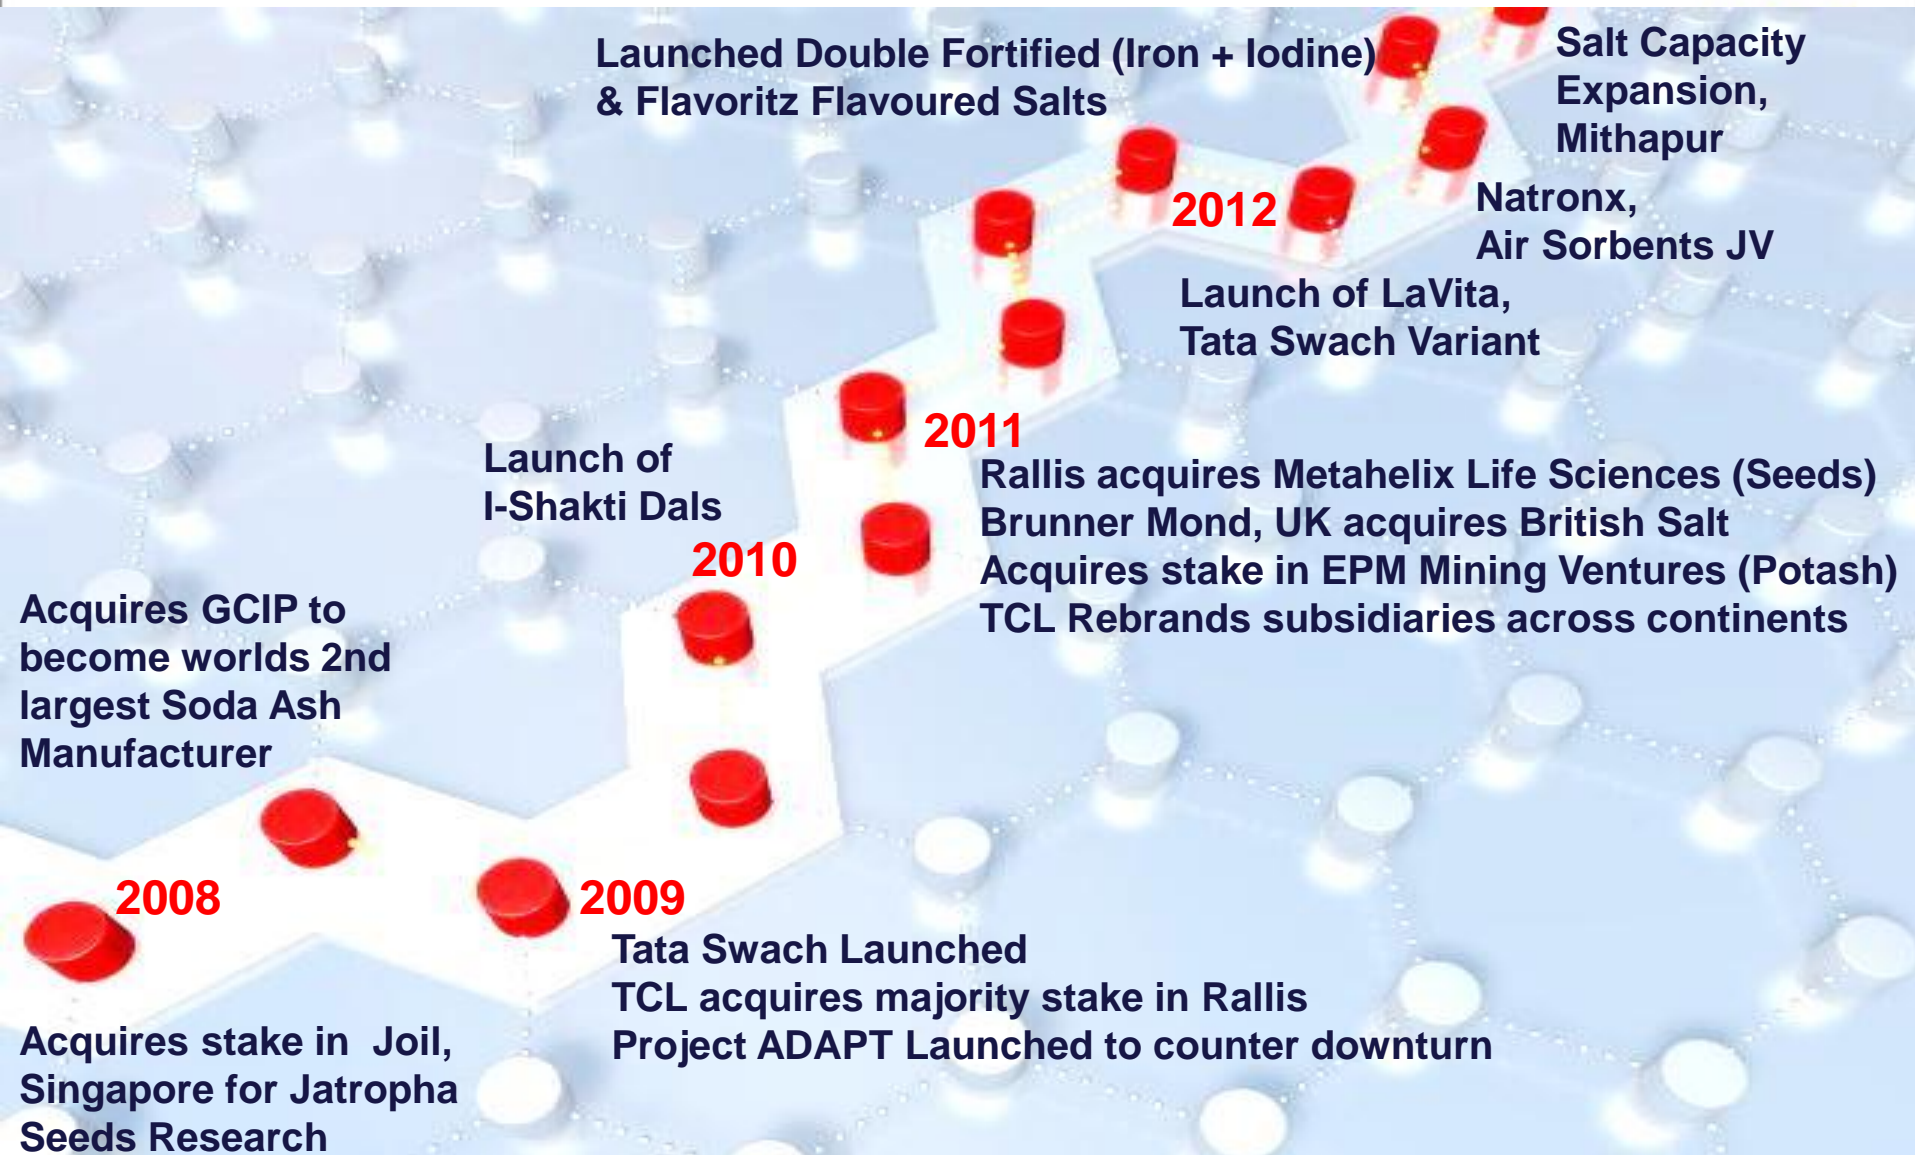 Launched Double Fortified (Iron + Iodine)
& Flavoritz Flavoured Salts
Salt Capacity
Expansion,
Mithapur
2012
Natronx,
Air Sorbents JV
Launch of LaVita,
Tata Swach Variant
2011
Rallis acquires Metahelix Life Sciences (Seeds)
Brunner Mond, UK acquires British Salt
Acquires stake in EPM Mining Ventures (Potash)
TCL Rebrands subsidiaries across continents
Launch of
I-Shakti Dals
2010
Acquires GCIP to
become worlds 2nd
largest Soda Ash
Manufacturer
2008
2009
Tata Swach Launched
TCL acquires majority stake in Rallis
Project ADAPT Launched to counter downturn
Acquires stake in  Joil,
Singapore for Jatropha
Seeds Research